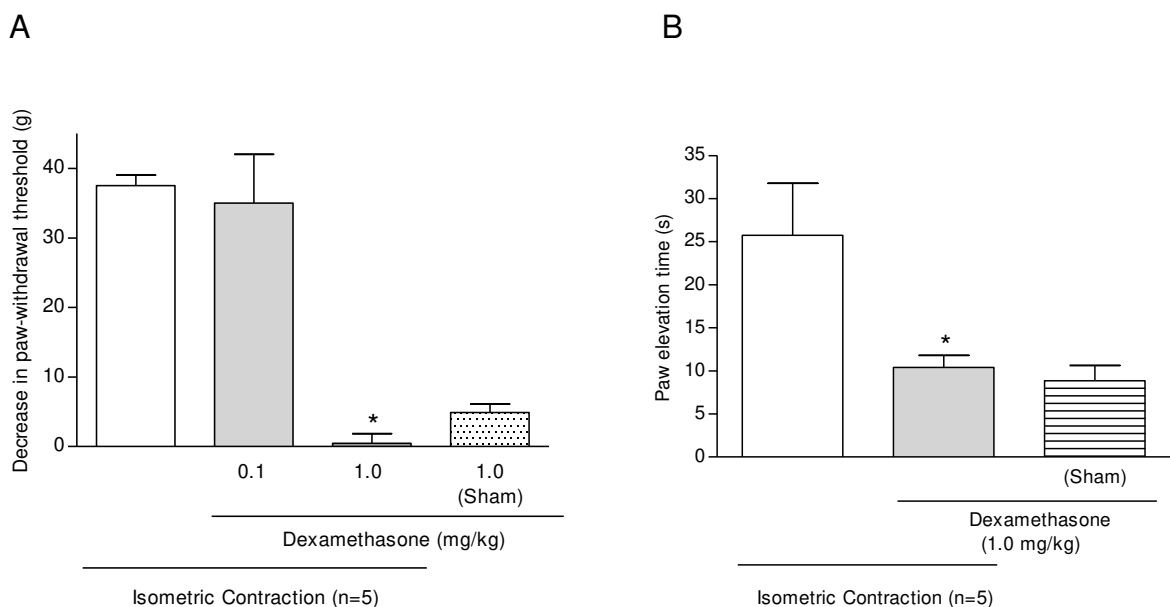 A
Decrease in paw-withdrawal threshold (g)
40
30
20
10
0
*
0.1
1.0
1.0
(Sham)
Dexamethasone (mg/kg)
Isometric Contraction (n=5)
B
Paw elevation time (s)
35
30
25
20
15
10
5
0
*
(Sham)
Dexamethasone
(1.0 mg/kg)
Isometric Contraction (n=5)